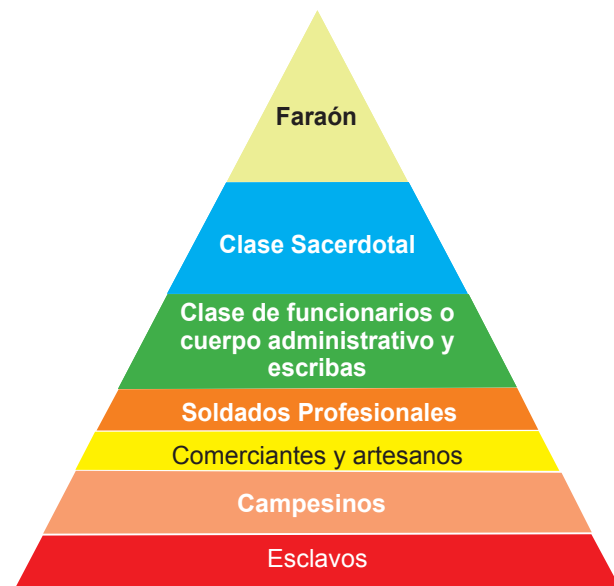 Faraón
Clase Sacerdotal
Clase de funcionarios o
cuerpo administrativo y
escribas
Soldados Profesionales
Comerciantes y artesanos
Campesinos
Esclavos